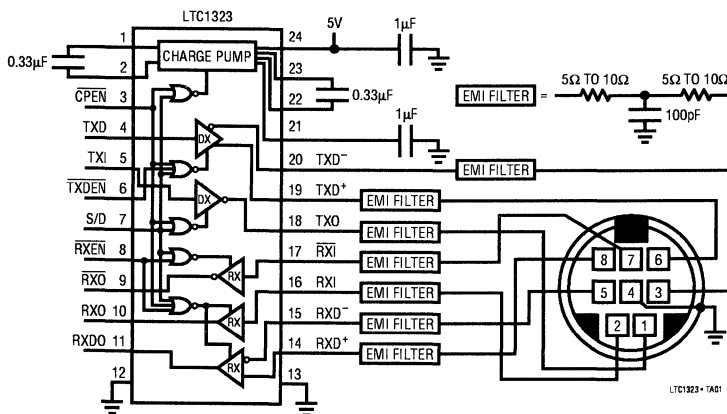 LTC1323
1
2
0.33µF
CHARGE PUMP
24
5V
1µF
23
22
0.33µF
21
1µF
EMI FILTER
=
5Ω TO 10Ω
5Ω TO 10Ω
100pF
CPEN
3
TXD
4
DX
TXI
5
TXDEN
6
DX
S/D
7
RXEN
8
RXO
9
RX
RXO
10
RX
RXDO
11
RX
12
20
TXD–
EMI FILTER
19
TXD+
EMI FILTER
18
TXO
EMI FILTER
17
RXI
EMI FILTER
16
RXI
EMI FILTER
15
RXD–
EMI FILTER
14
RXD+
EMI FILTER
13
8
7
6
5
4
3
2
1
LTC1323 • TA01